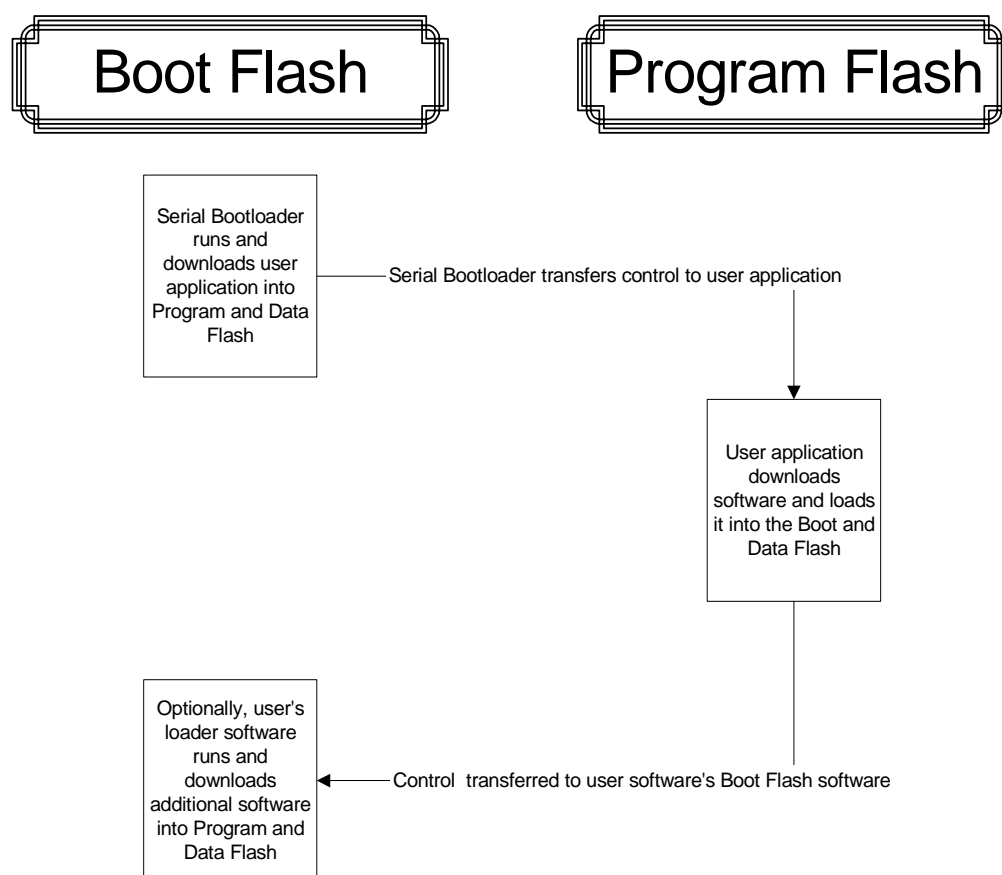 Boot Flash
Program Flash
Serial Bootloader
runs and
downloads user
application into
Program and Data
Flash
Serial Bootloader transfers control to user application
User application
downloads
software and loads
it into the Boot and
Data Flash
Optionally, user's
loader software
runs and
downloads
additional software
into Program and
Data Flash
Control transferred to user software's Boot Flash software